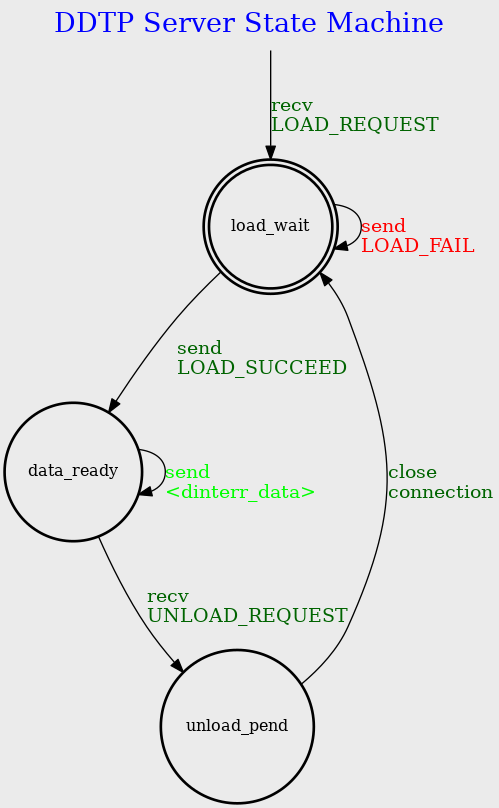 DDTP Server State Machine
recv
LOAD_REQUEST
load_wait
send
LOAD_FAIL
send
LOAD_SUCCEED
data_ready
send
<dinterr_data>
close
connection
recv
UNLOAD_REQUEST
unload_pend